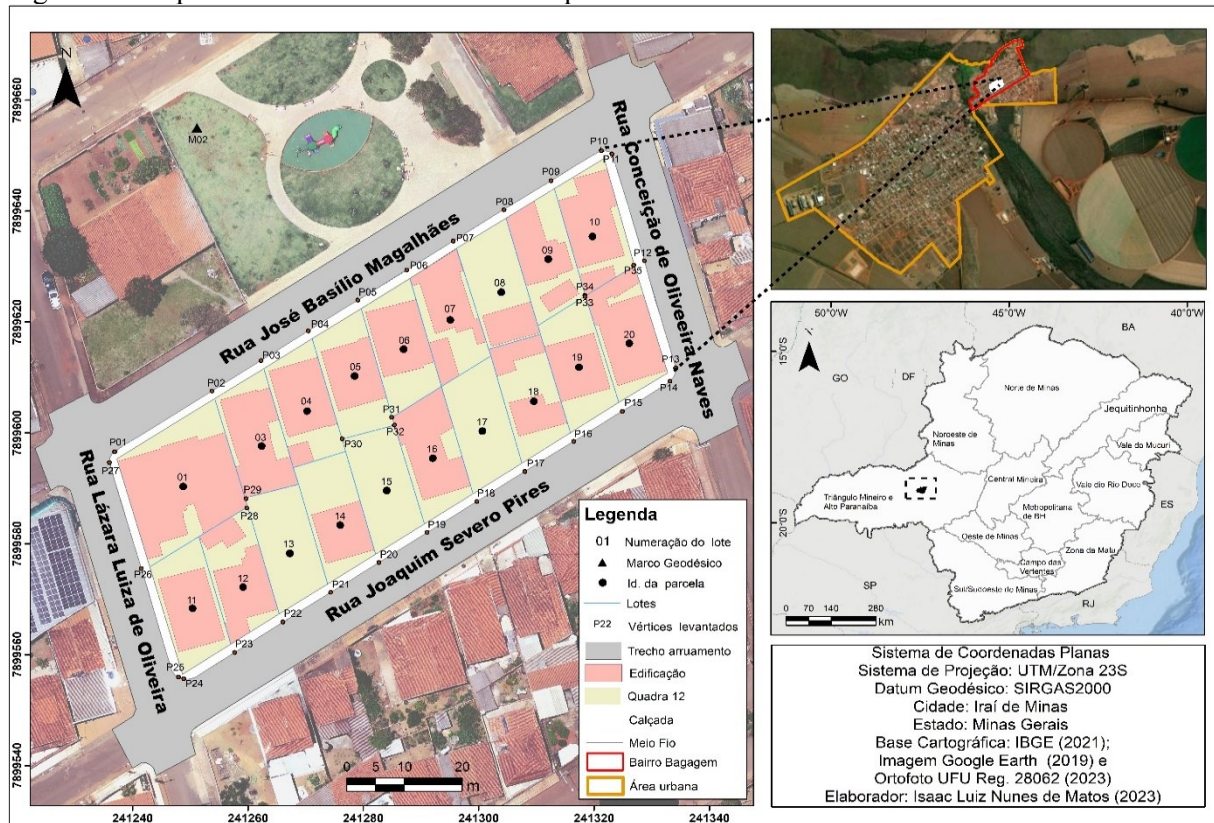 N
7899660
7899640
7899620
7899600
7899580
7899560
7899540
241240
241260
241280
241300
241320
241340
M02
Rua José Basílio Magalhães
Rua Conceição de Oliveeira Naves
Rua Lázara Luiza de Oliveira
Rua Joaquim Severo Pires
P01
P02
P03
P04
P05
P06
P07
P08
P09
P10
P11
P12
P35
P34
P33
P13
P14
P15
P16
P17
P18
P19
P20
P21
P22
P23
P24
P25
P26
P27
P28
P29
P30
P31
P32
01
03
04
05
06
07
08
09
10
11
12
13
14
15
16
17
18
19
20
0 5 10 20
m
Legenda
01 Numeração do lote
Marco Geodésico
Id. da parcela
Lotes
P22 Vértices levantados
Trecho arruamento
Edificação
Quadra 12
Calçada
Meio Fio
Bairro Bagagem
Área urbana
50°0'W
45°0'W
40°0'W
15°0'S
20°0'S
BA
GO
DF
ES
SP
RJ
Norte de Minas
Jequitinhonha
Noroeste de
Minas
Vale do Mucuri
Central Mineira
Vale do Rio Doce
Triângulo Mineiro e
Alto Paranaíba
Metropolitana
de BH
Oeste de Minas
Zona da Mata
Campo das
Vertentes
Sul/Sudoeste de Minas
0 70 140 280
km
Sistema de Coordenadas Planas
Sistema de Projeção: UTM/Zona 23S
Datum Geodésico: SIRGAS2000
Cidade: Iraí de Minas
Estado: Minas Gerais
Base Cartográfica: IBGE (2021);
Imagem Google Earth (2019) e
Ortofoto UFU Reg. 28062 (2023)
Elaborador: Isaac Luiz Nunes de Matos (2023)